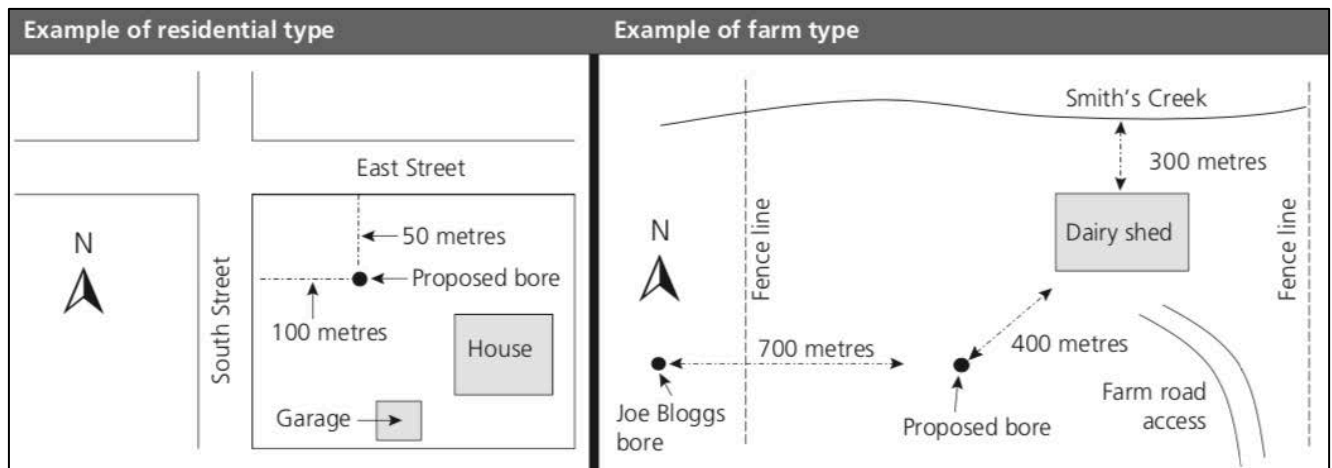 Example of residential type
East Street
N
50 metres
Proposed bore
South Street
100 metres
House
Garage
Example of farm type
Smith's Creek
300 metres
N
Fence line
Dairy shed
Fence line
700 metres
400 metres
Joe Bloggs
bore
Proposed bore
Farm road
access